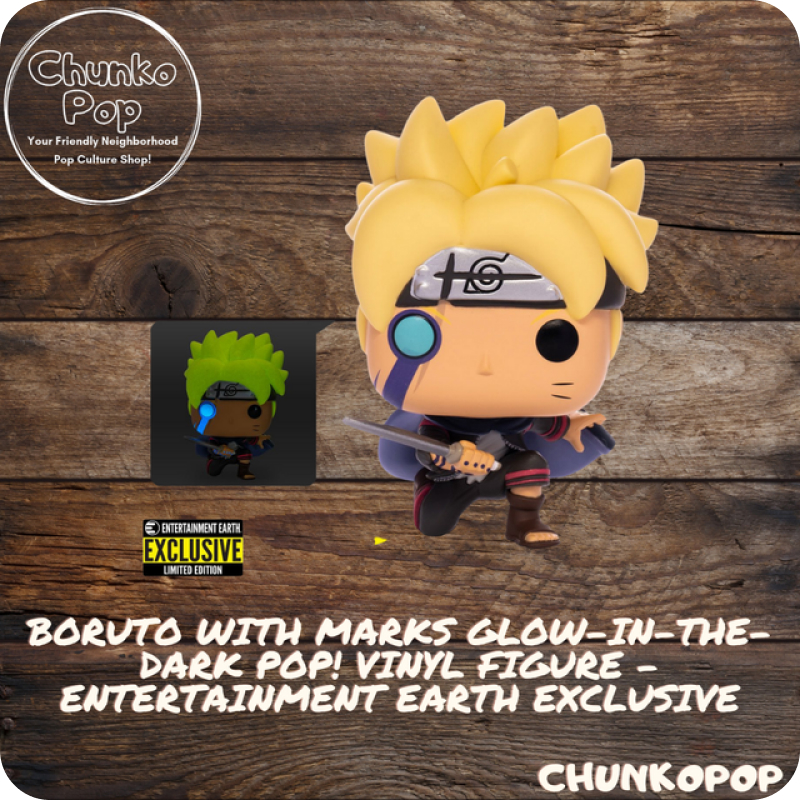 Chunko
Pop
Your Friendly Neighborhood
Pop Culture Shop!
ENTERTAINMENT EARTH
EXCLUSIVE
LIMITED EDITION
BORUTO WITH MARKS GLOW-IN-THE-
DARK POP! VINYL FIGURE -
ENTERTAINMENT EARTH EXCLUSIVE
CHUNKOPOP